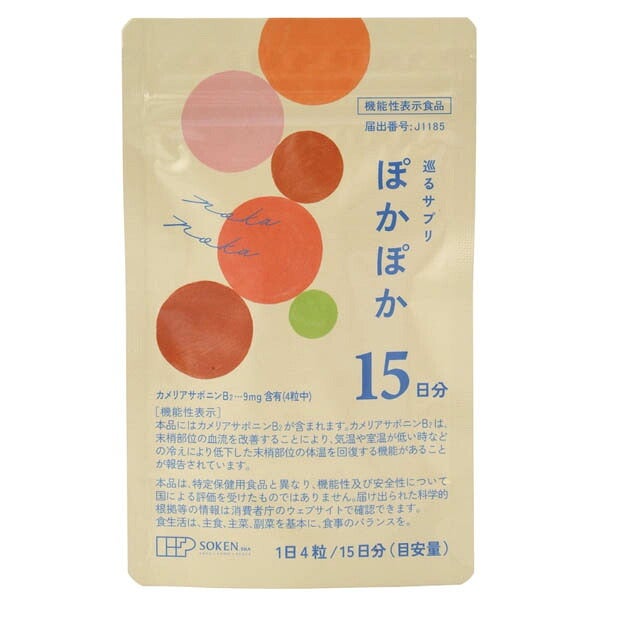 機能性表示食品
届出番号:J1185
巡るサプリ
ぽかぽか
poka
poka
15日分
カメリアサポニンB₂…9mg 含有(4粒中)
[機能性表示]
本品にはカメリアサポニンB₂が含まれます。カメリアサポニンB₂は、
末梢部位の血流を改善することにより、気温や室温が低い時など
の冷えにより低下した末梢部位の体温を回復する機能があること
が報告されています。
本品は、特定保健用食品と異なり、機能性及び安全性について
国による評価を受けたものではありません。届け出られた科学的
根拠等の情報は消費者庁のウェブサイトで確認できます。
食生活は、主食、主菜、副菜を基本に、食事のバランスを。
SOKEN.SHA
1日4粒/15日分(目安量)